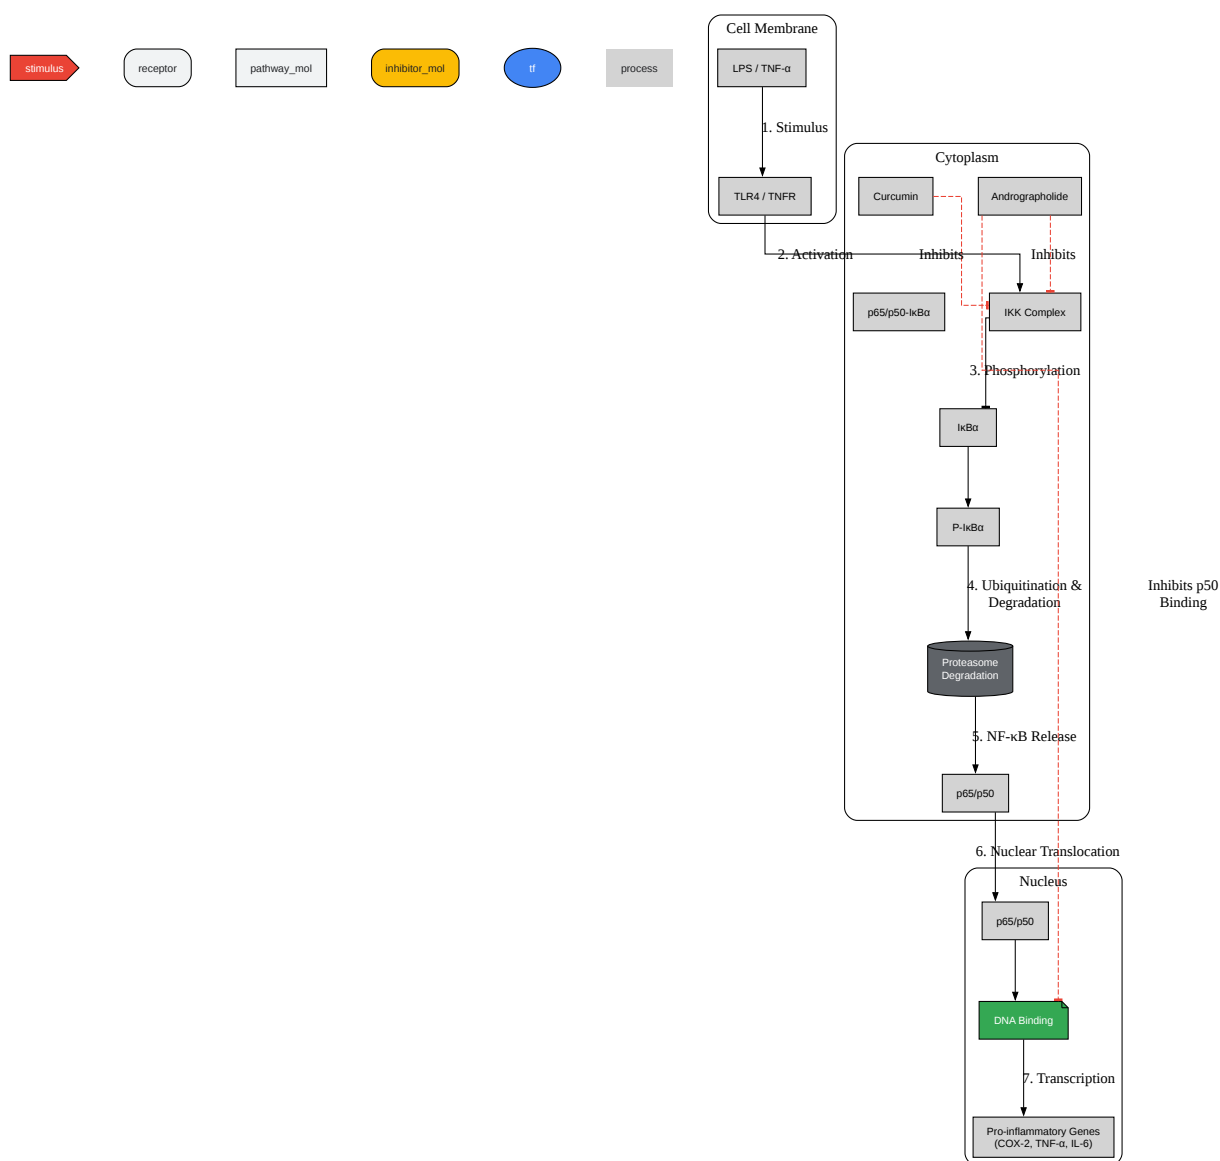 Cell Membrane
stimulus
receptor
pathway_mol
inhibitor_mol
tf
process
LPS / TNF-α
1. Stimulus
TLR4 / TNFR
Cytoplasm
Curcumin
Andrographolide
2. Activation
Inhibits
Inhibits
p65/p50-IκBα
IKK Complex
3. Phosphorylation
IκBα
P-IκBα
4. Ubiquitination &
Degradation
Inhibits p50
Binding
Proteasome
Degradation
5. NF-κB Release
p65/p50
6. Nuclear Translocation
Nucleus
p65/p50
DNA Binding
7. Transcription
Pro-inflammatory Genes
(COX-2, TNF-α, IL-6)